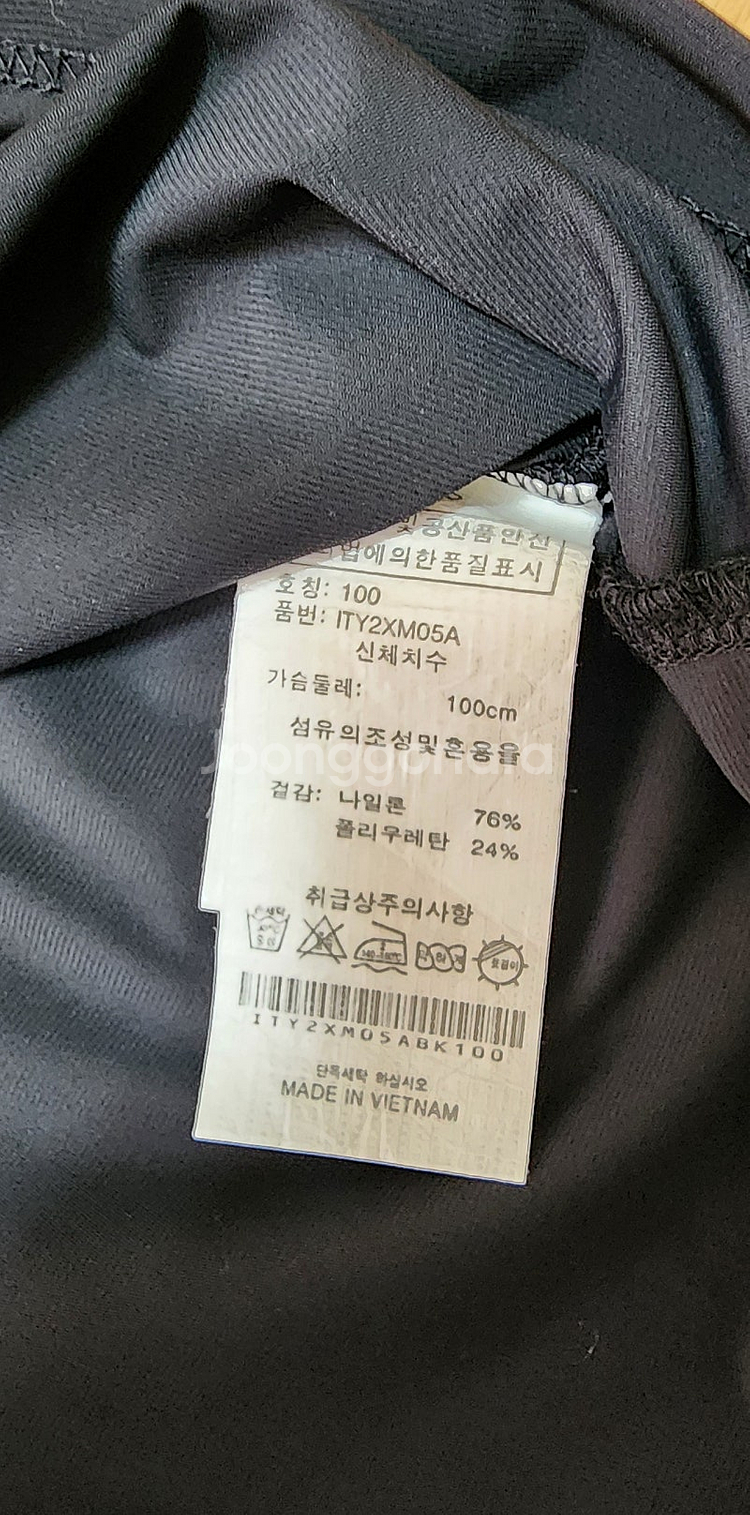 및공산품안전
법에의한품질표시
호칭: 100
품번: ITY2XM05A
신체치수
가슴둘레: 100cm
섬유의조성및혼용율
Joonggonara
겉감: 나일론 76%
폴리우레탄 24%
취급상주의사항
ITY2XM05ABK100
단독세탁 하십시오
MADE IN VIETNAM